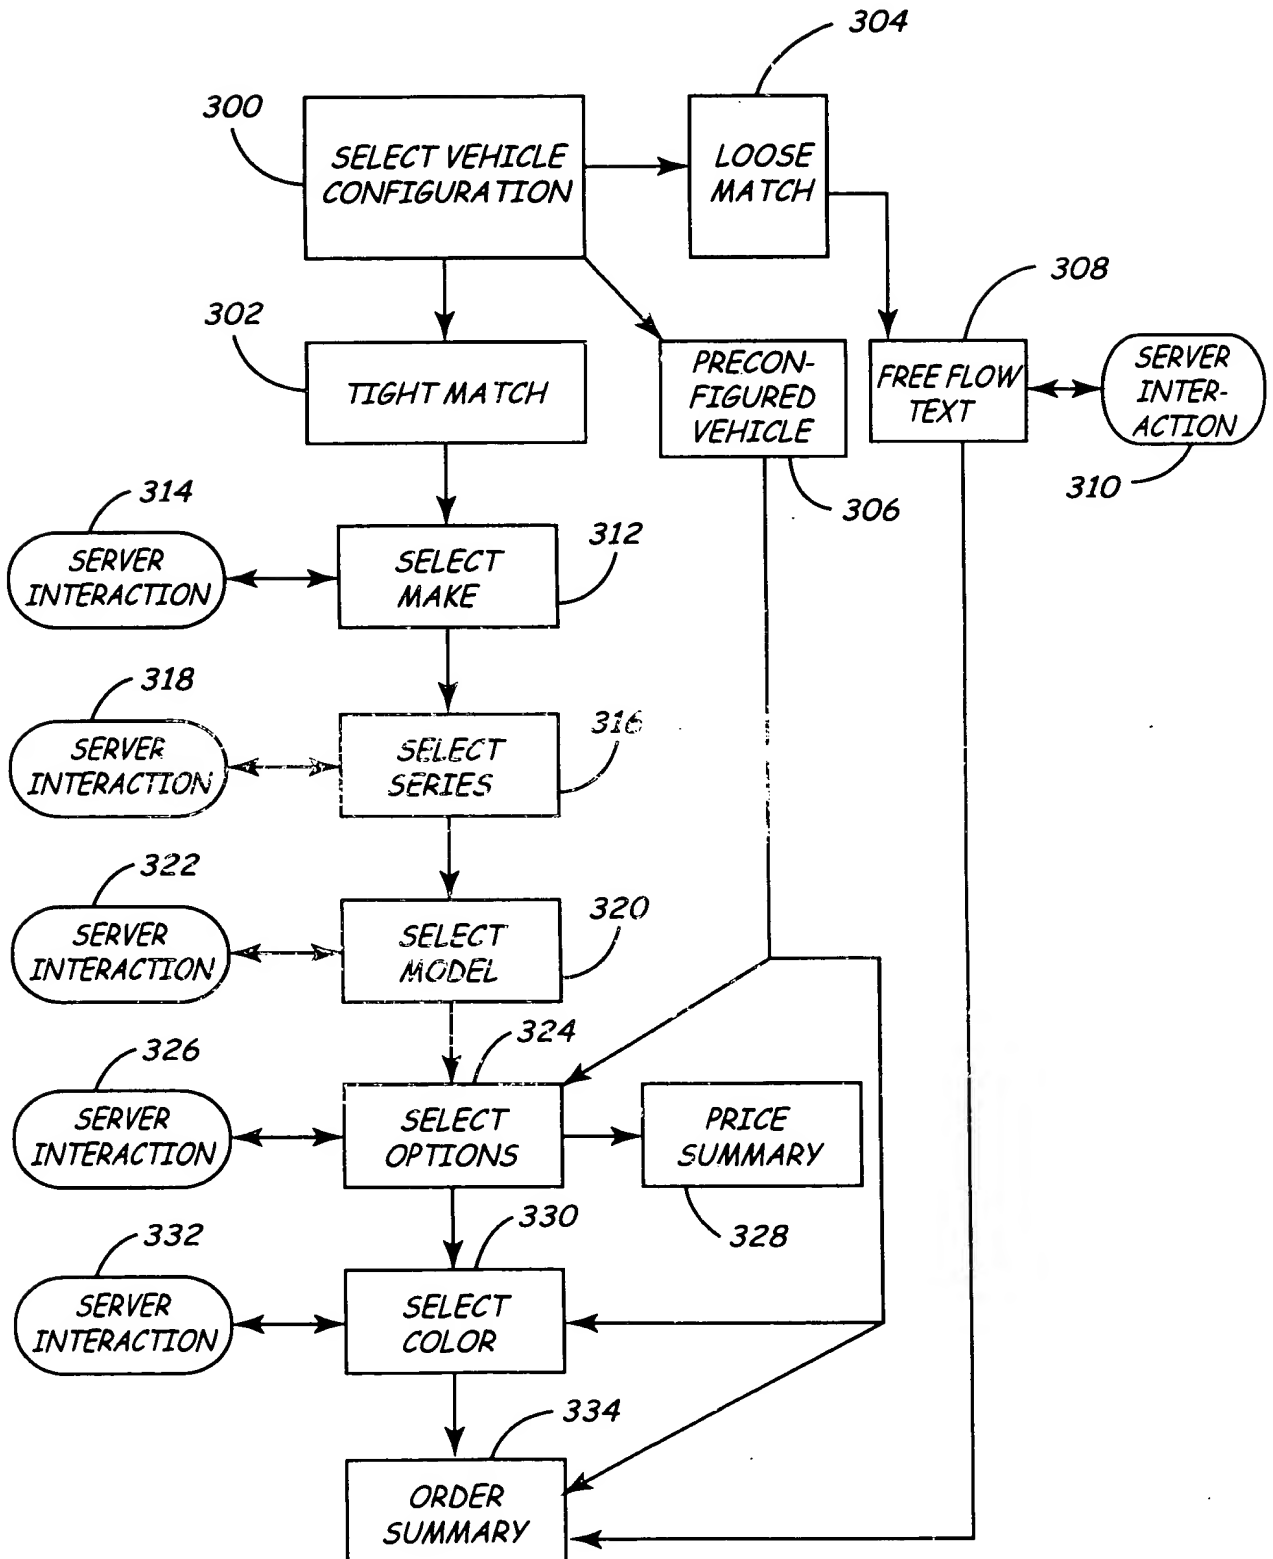 304
300
SELECT VEHICLE
CONFIGURATION
LOOSE
MATCH
308
302
TIGHT MATCH
PRECON-
FIGURED
VEHICLE
FREE FLOW
TEXT
SERVER
INTER-
ACTION
310
306
314
312
SERVER
INTERACTION
SELECT
MAKE
318
316
SERVER
INTERACTION
SELECT
SERIES
322
320
SERVER
INTERACTION
SELECT
MODEL
324
326
SERVER
INTERACTION
SELECT
OPTIONS
PRICE
SUMMARY
328
330
332
SERVER
INTERACTION
SELECT
COLOR
334
ORDER
SUMMARY